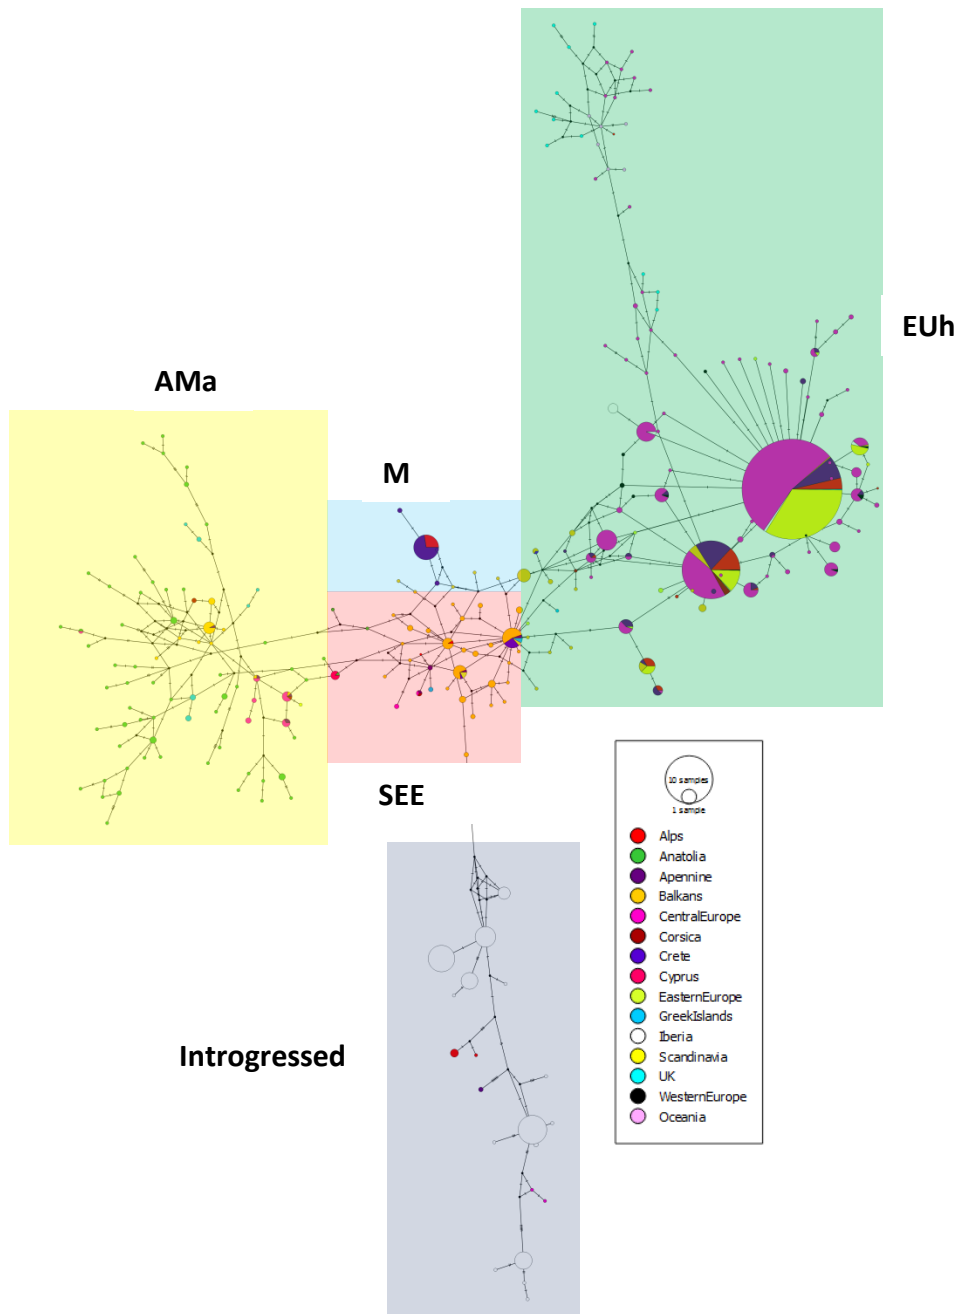 EUh
AMa
M
SEE
10 samples
1 sample
Alps
Anatolia
Apennine
Balkans
CentralEurope
Corsica
Crete
Cyprus
EasternEurope
GreekIslands
Iberia
Scandinavia
UK
WesternEurope
Oceania
Introgressed